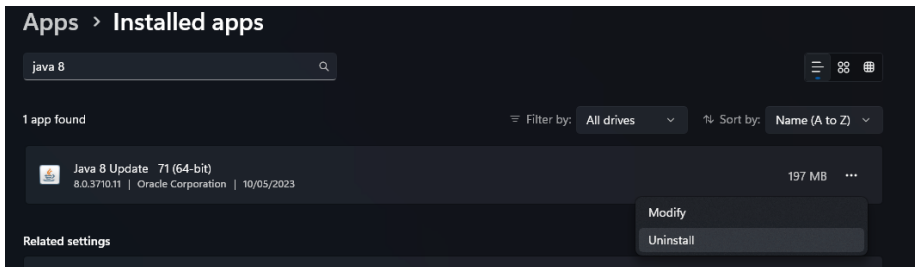 Apps > Installed apps
java 8
1 app found
Filter by: All drives
Sort by: Name (A to Z)
Java 8 Update 71 (64-bit)
8.0.3710.11 | Oracle Corporation | 10/05/2023
197 MB
Modify
Uninstall
Related settings